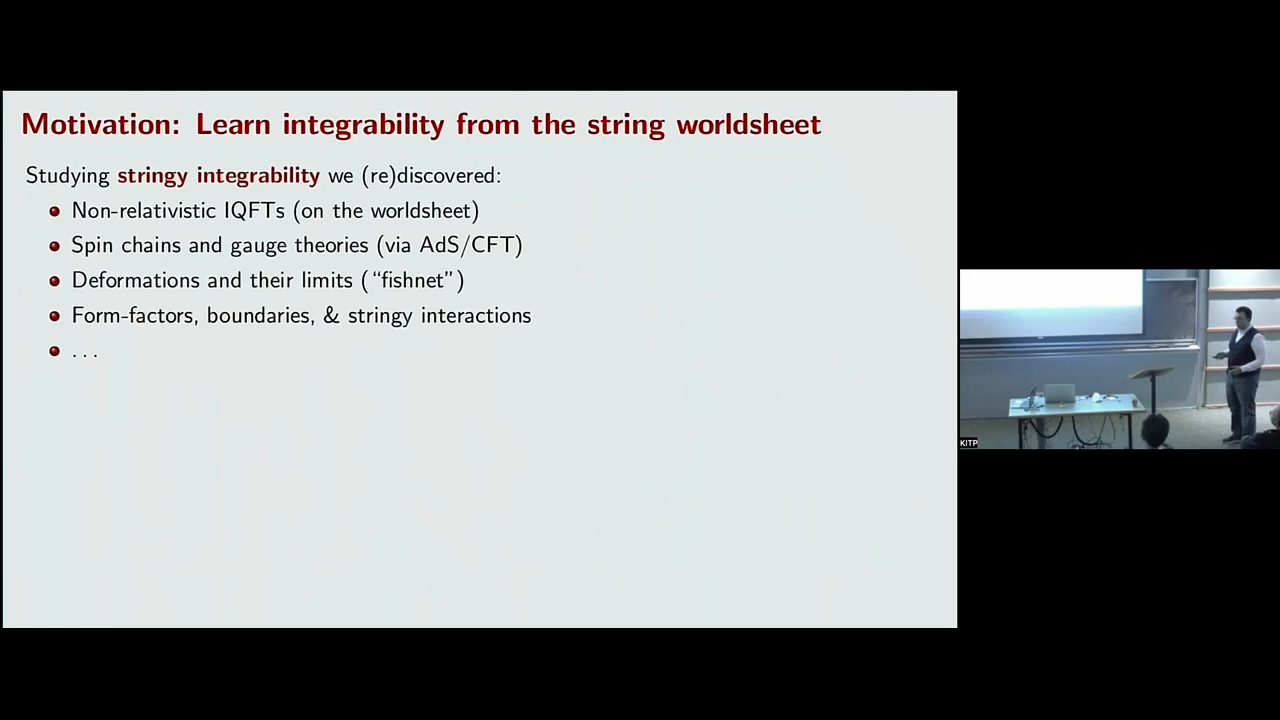 Motivation: Learn integrability from the string worldsheet
Studying stringy integrability we (re)discovered:
Non-relativistic IQFTs (on the worldsheet)
Spin chains and gauge theories (via AdS/CFT)
Deformations and their limits (“fishnet”)
Form-factors, boundaries, & stringy interactions
...
KITP